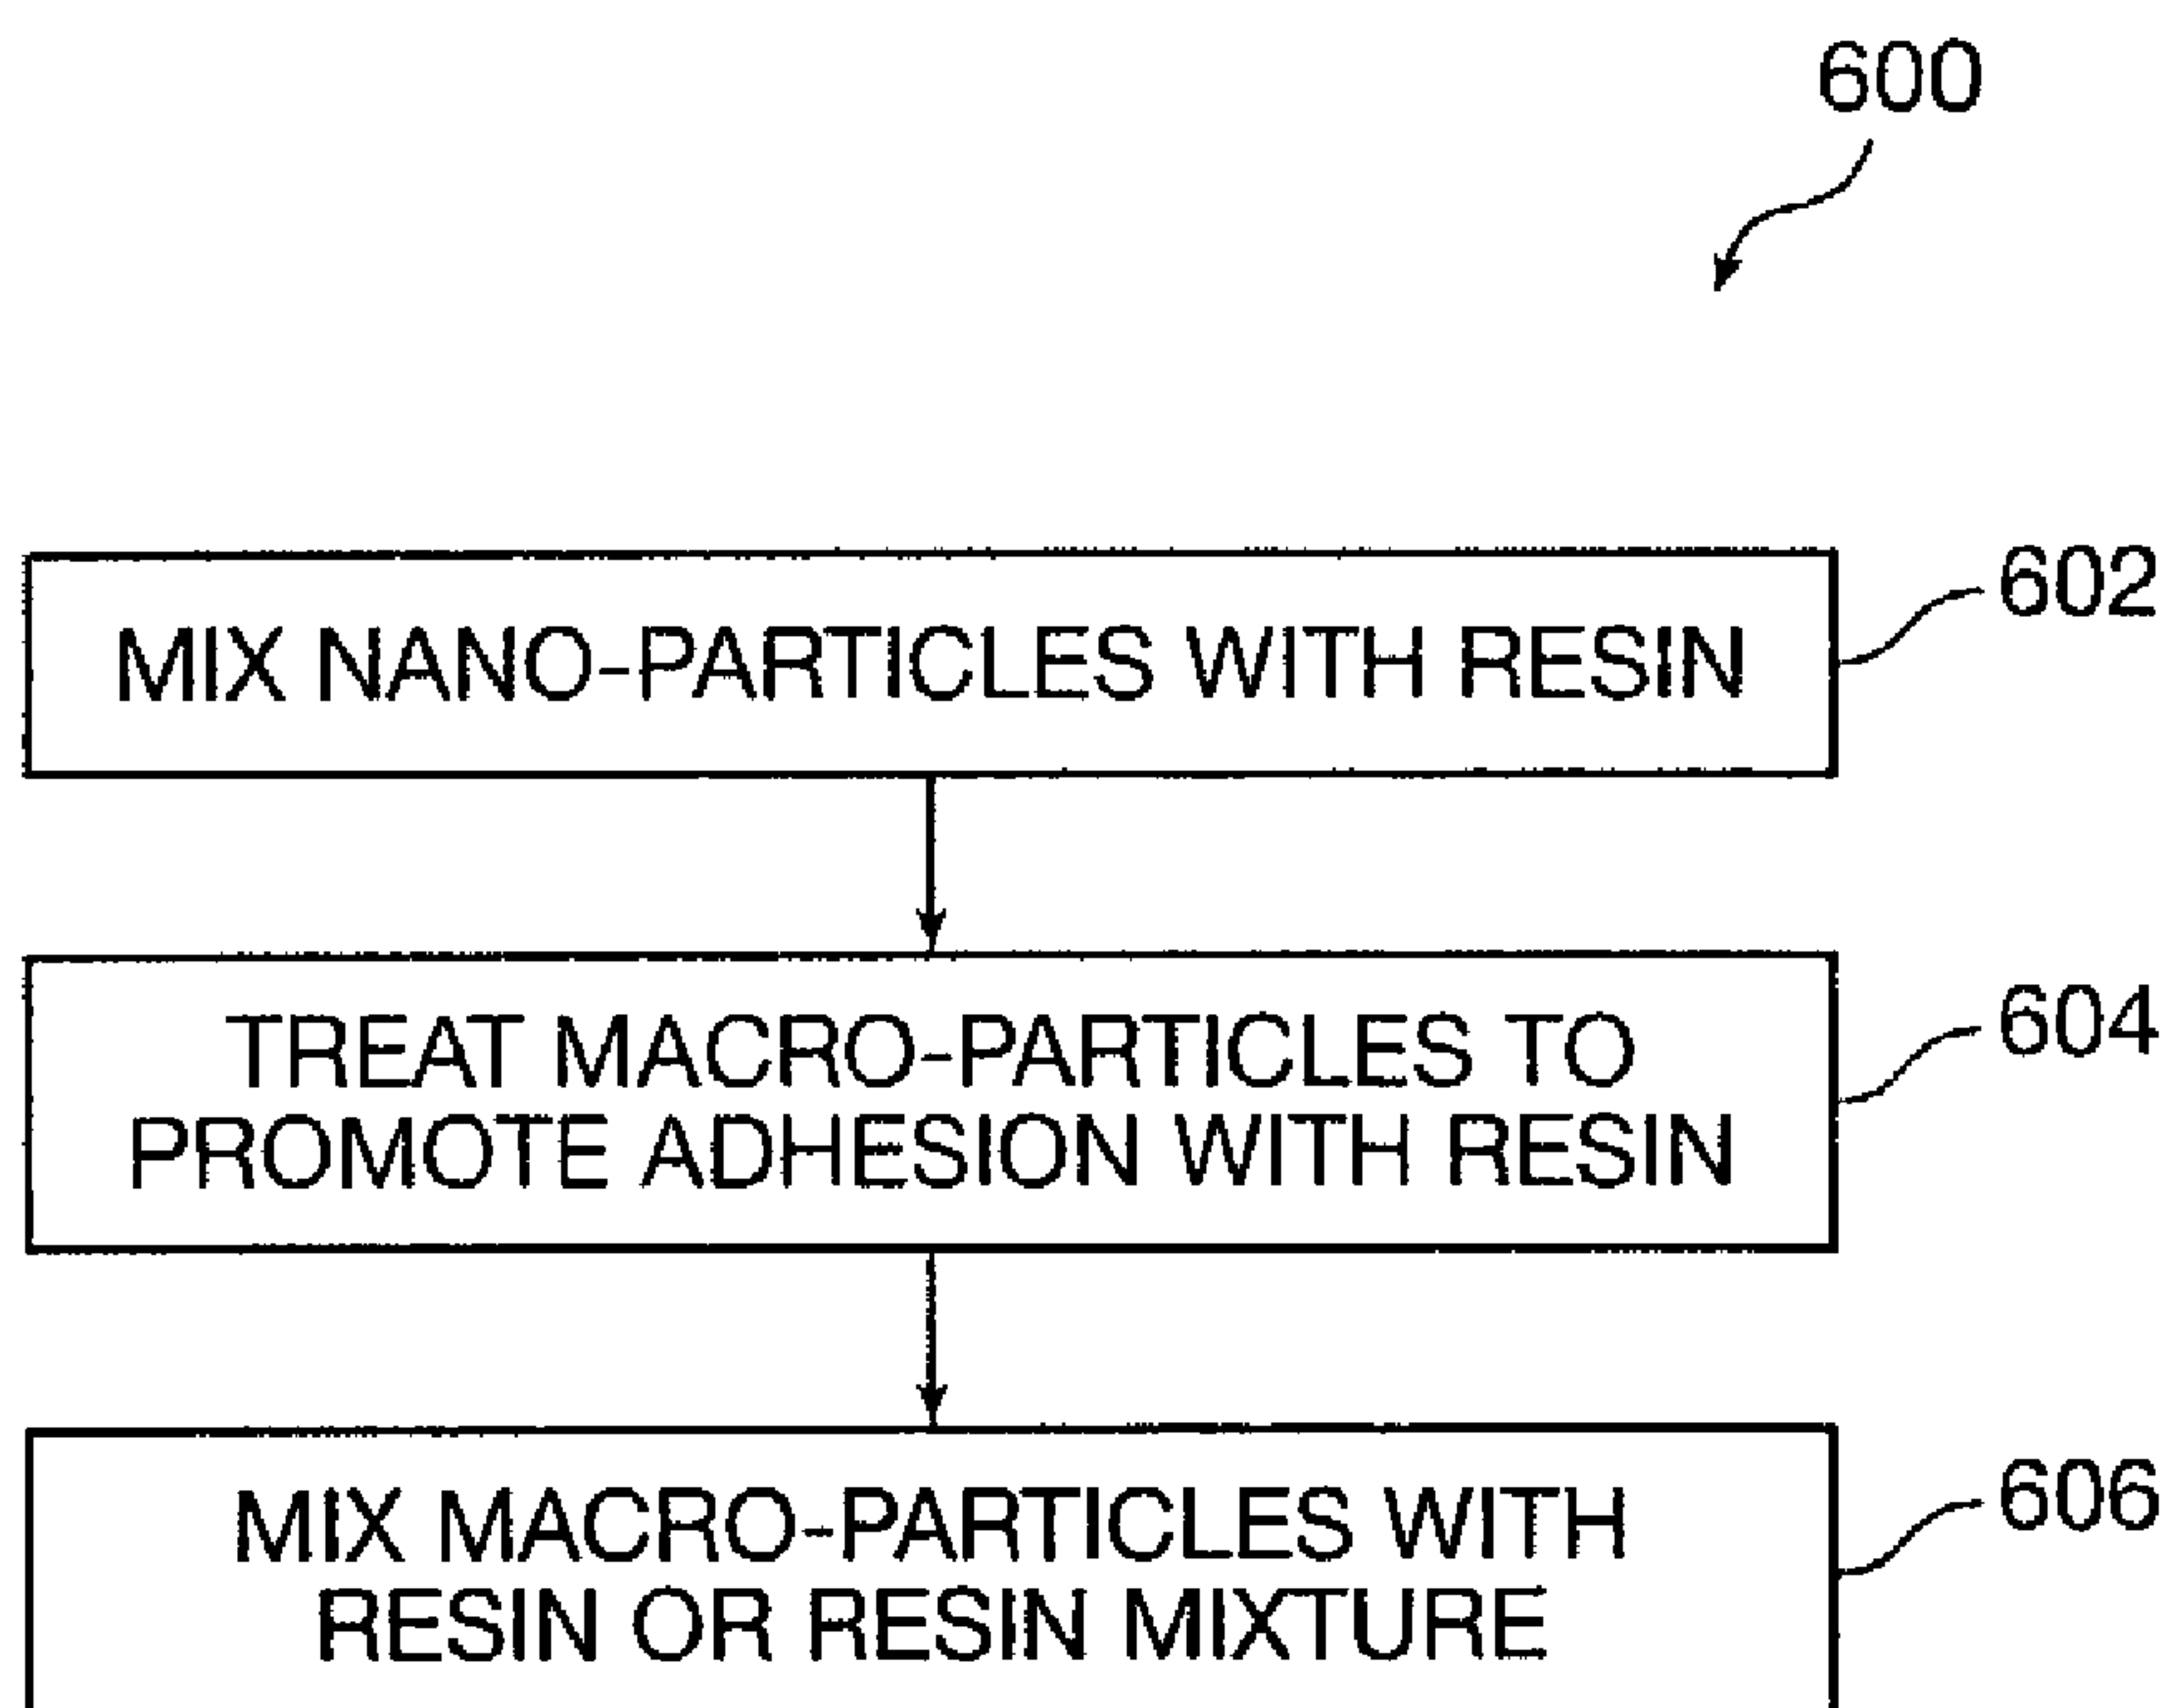 600
MIX NANO-PARTICLES WITH RESIN
602
TREAT MACRO-PARTICLES TO
PROMOTE ADHESION WITH RESIN
604
MIX MACRO-PARTICLES WITH
RESIN OR RESIN MIXTURE
606